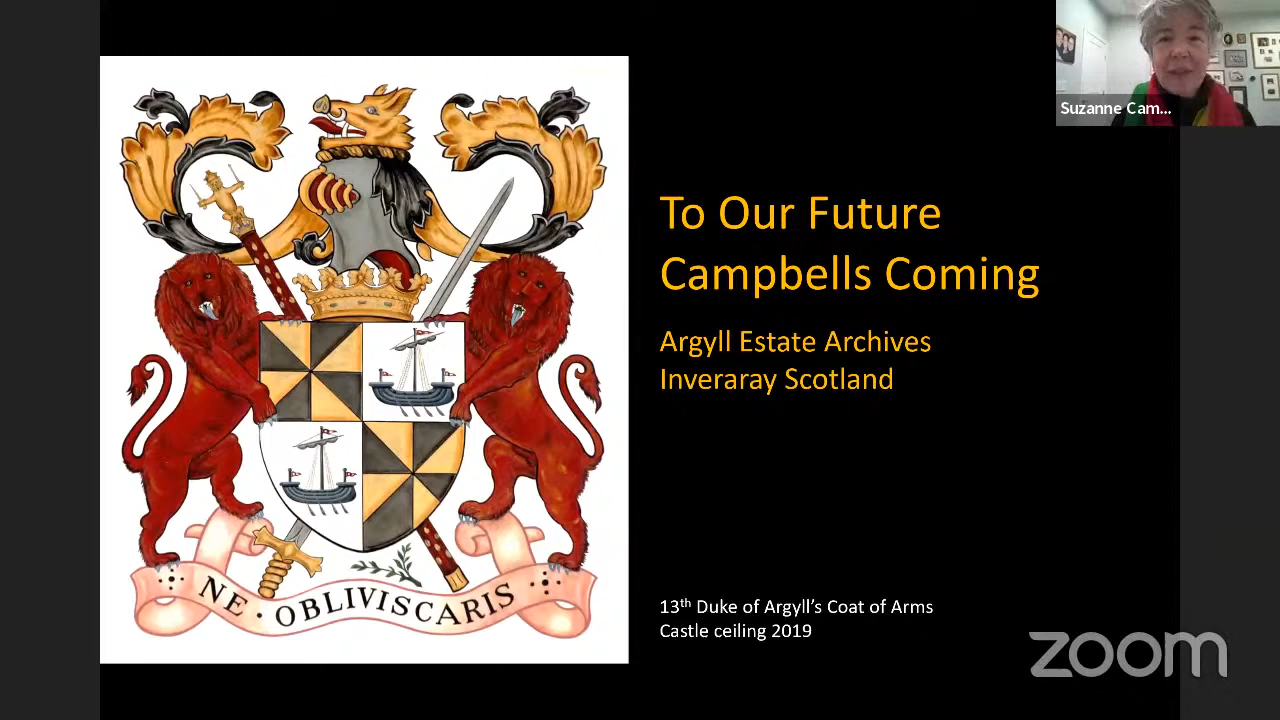 Suzanne Cam...
To Our Future
Campbells Coming
Argyll Estate Archives
Inveraray Scotland
NE · OBLIVISCARIS
13th Duke of Argyll's Coat of Arms
Castle ceiling 2019
zoom